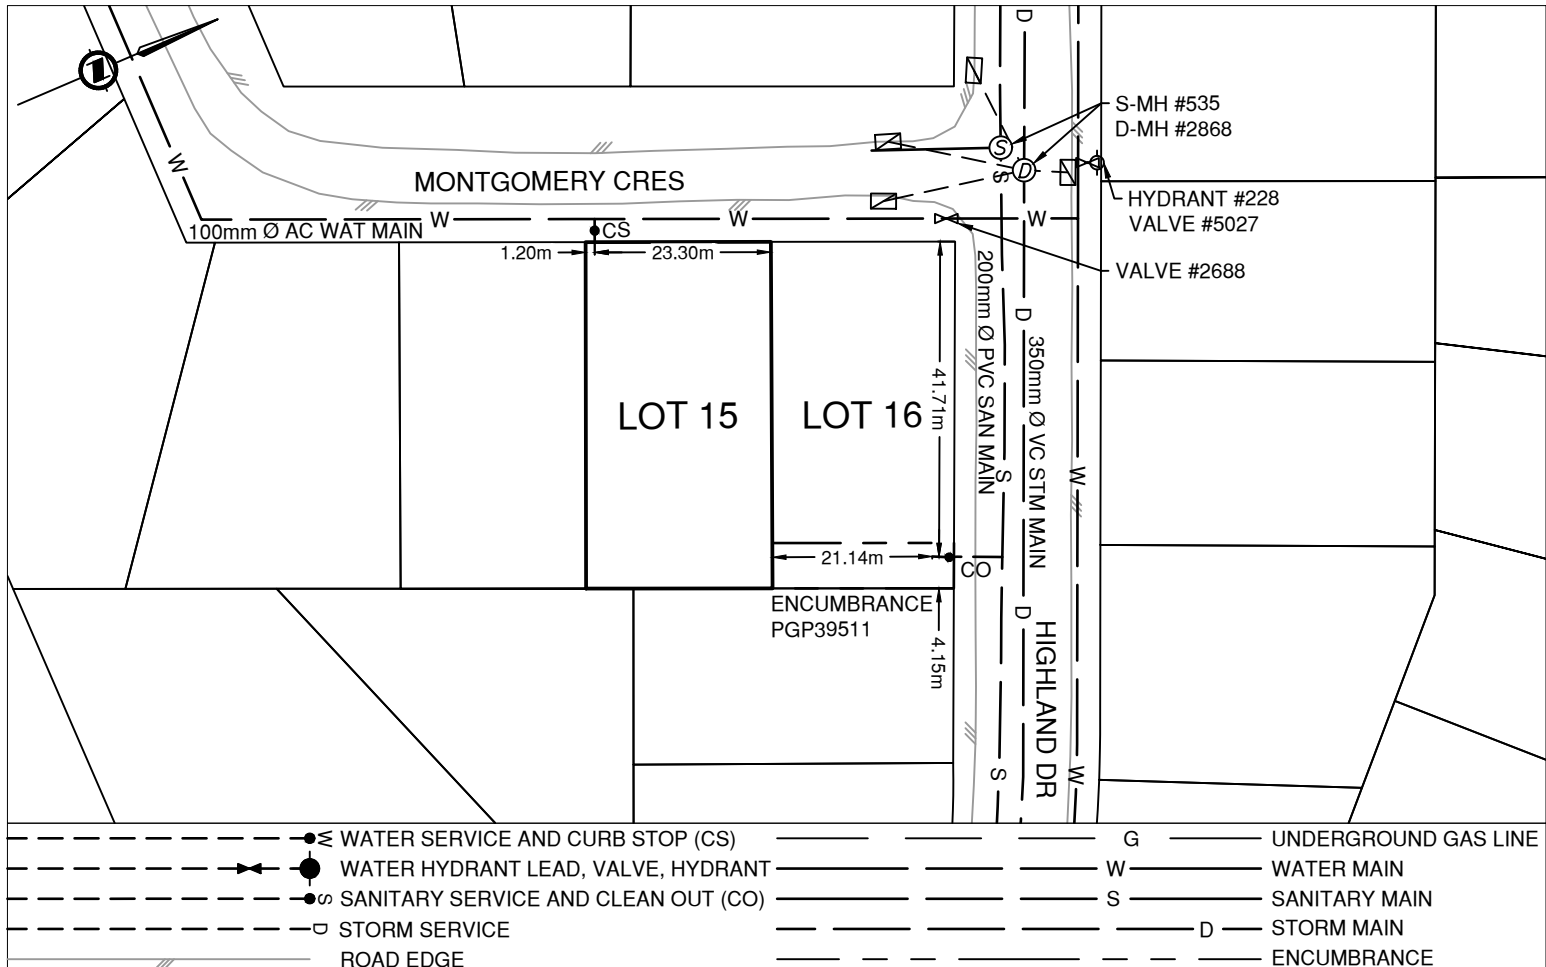 D
S-MH #535
D-MH #2868
S
D
W
S
MONTGOMERY CRES
HYDRANT #228
VALVE #5027
W
W
W
100mm Ø AC WAT MAIN
CS
1.20m
23.30m
VALVE #2688
200mm Ø PVC SAN MAIN
D
350mm Ø VC STM MAIN
41.71m
LOT 15
LOT 16
S
W
21.14m
CO
ENCUMBRANCE
PGP39511
D
4.15m
HIGHLAND DR
S
W
W WATER SERVICE AND CURB STOP (CS)
G UNDERGROUND GAS LINE
WATER HYDRANT LEAD, VALVE, HYDRANT
W WATER MAIN
S SANITARY SERVICE AND CLEAN OUT (CO)
S SANITARY MAIN
D STORM SERVICE
D STORM MAIN
ROAD EDGE
ENCUMBRANCE